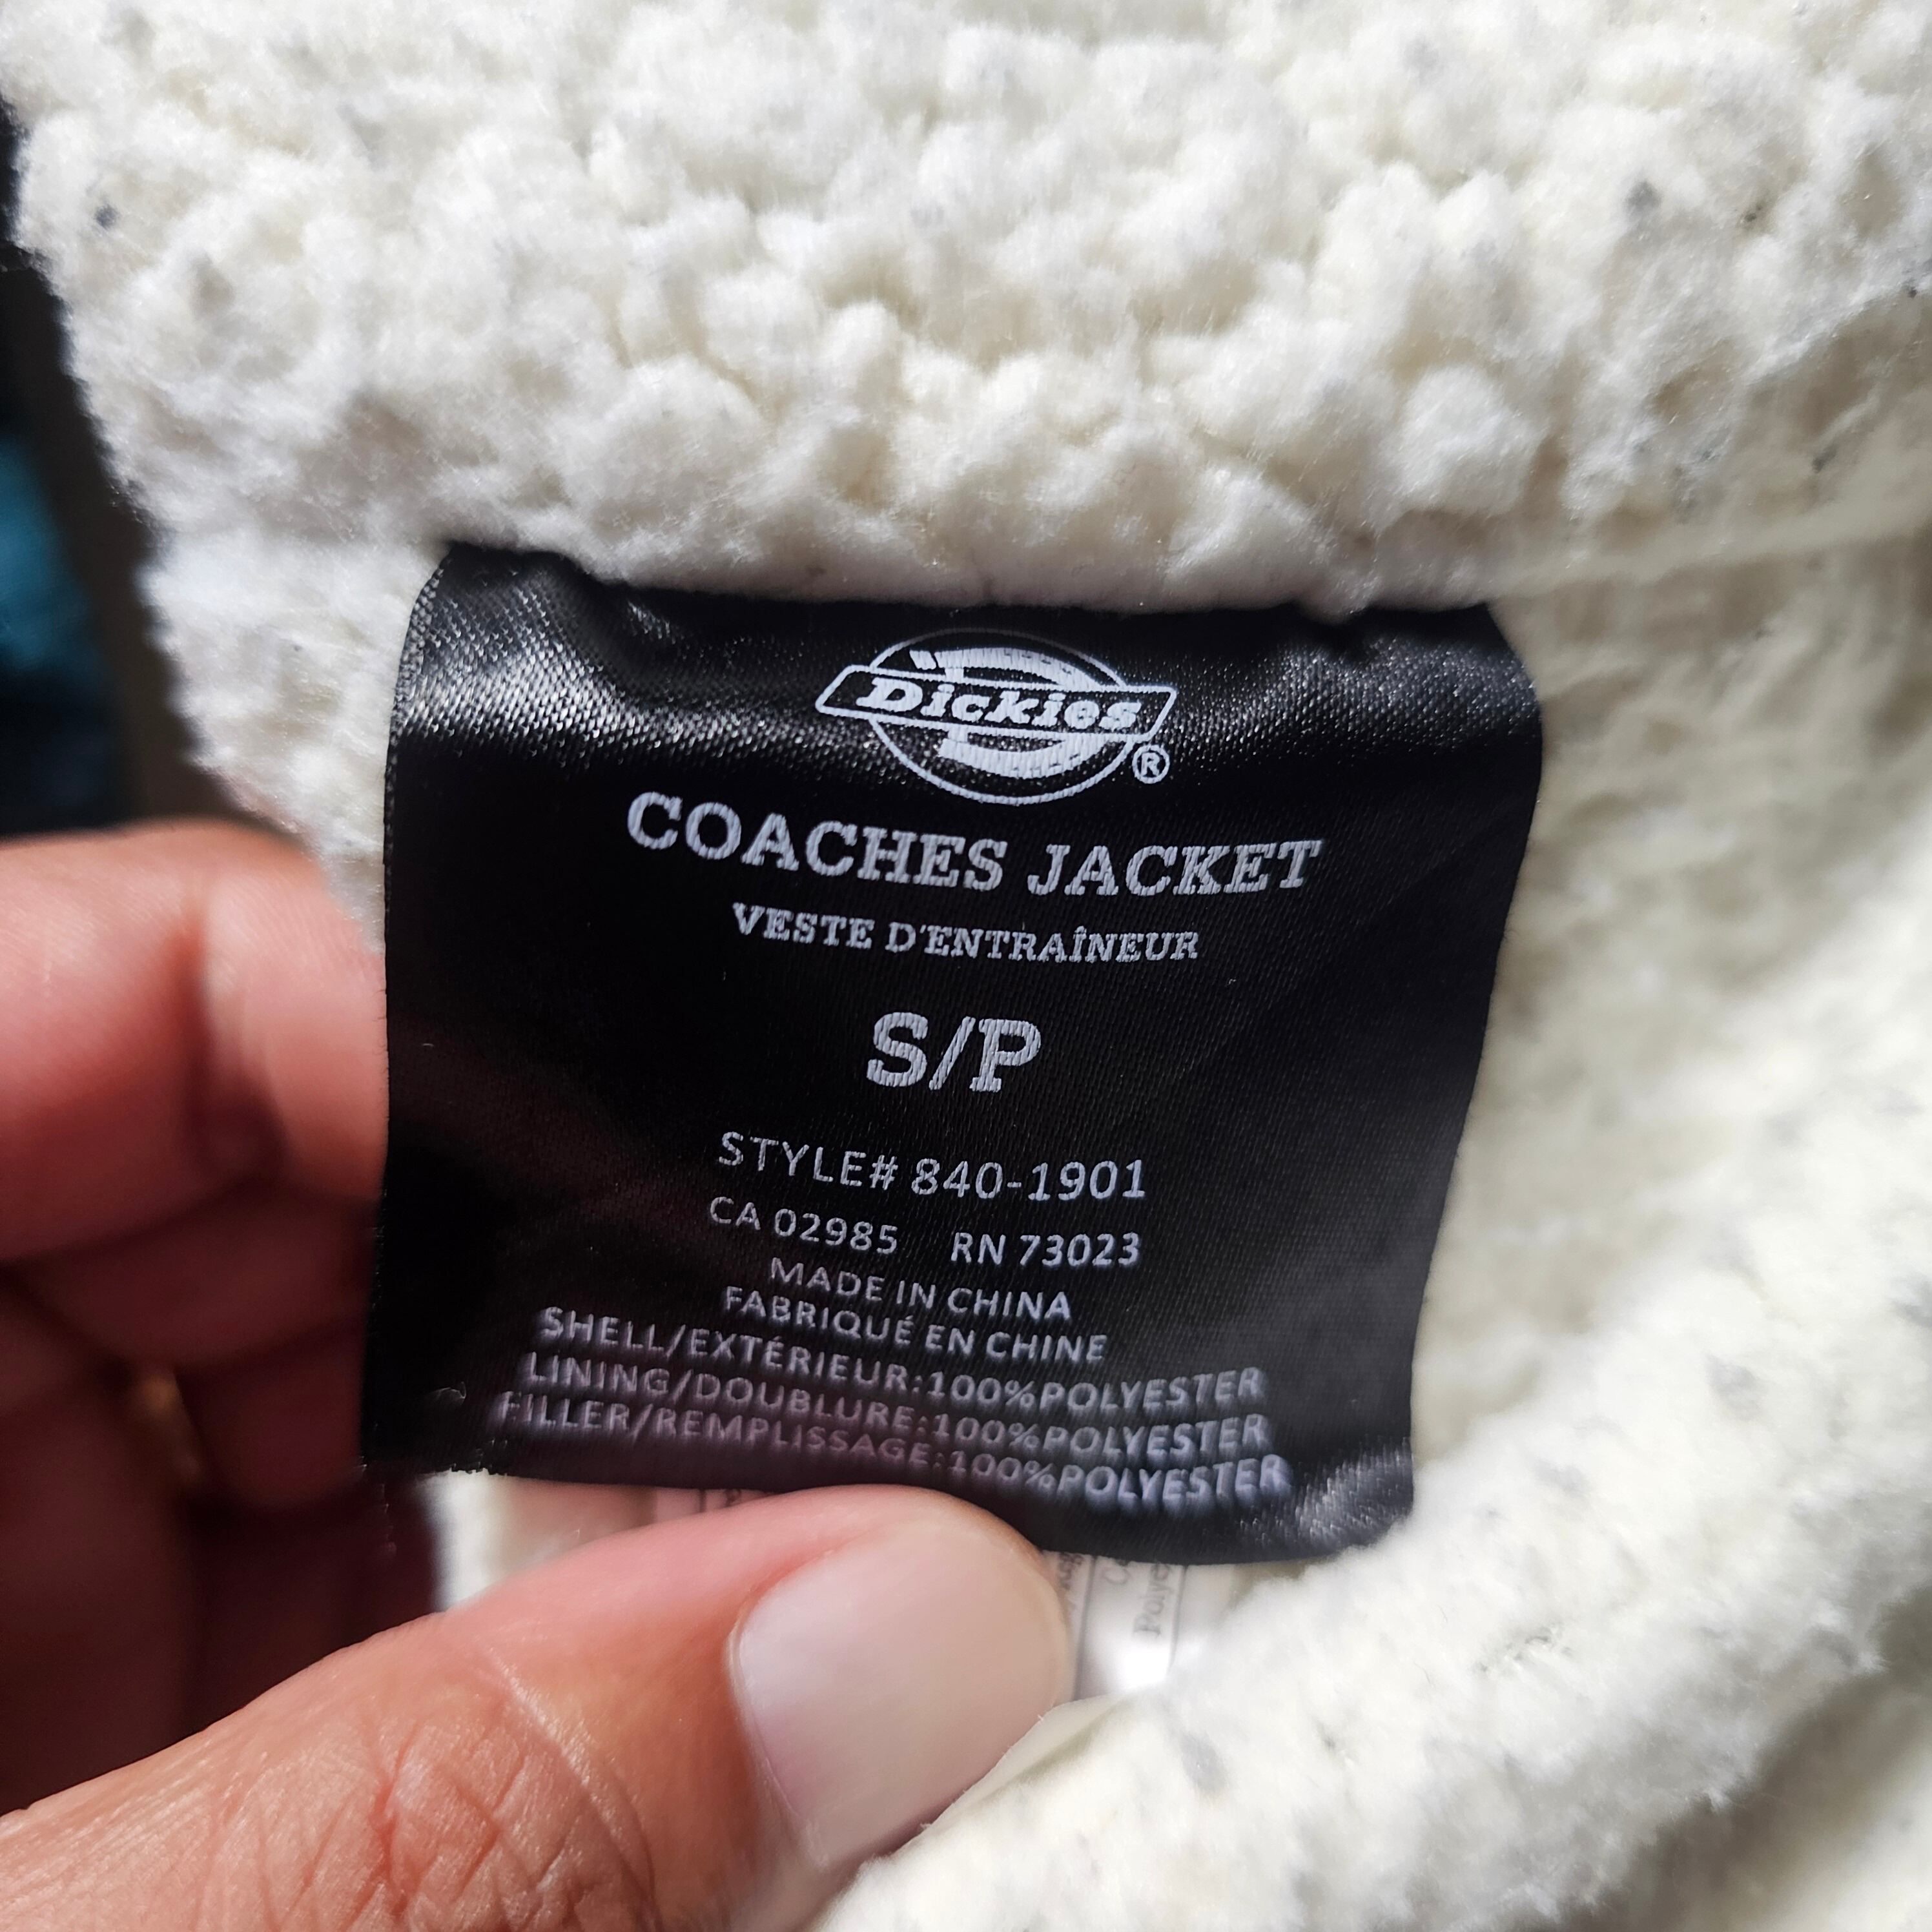 Dickies
®
COACHES JACKET
VESTE D'ENTRAÎNEUR
S/P
STYLE# 840-1901
CA 02985 RN 73023
MADE IN CHINA
FABRIQUÉ EN CHINE
SHELL/EXTÉRIEUR:100%POLYESTER
LINING/DOUBLURE:100%POLYESTER
FILLER/REMPLISSAGE:100%POLYESTER